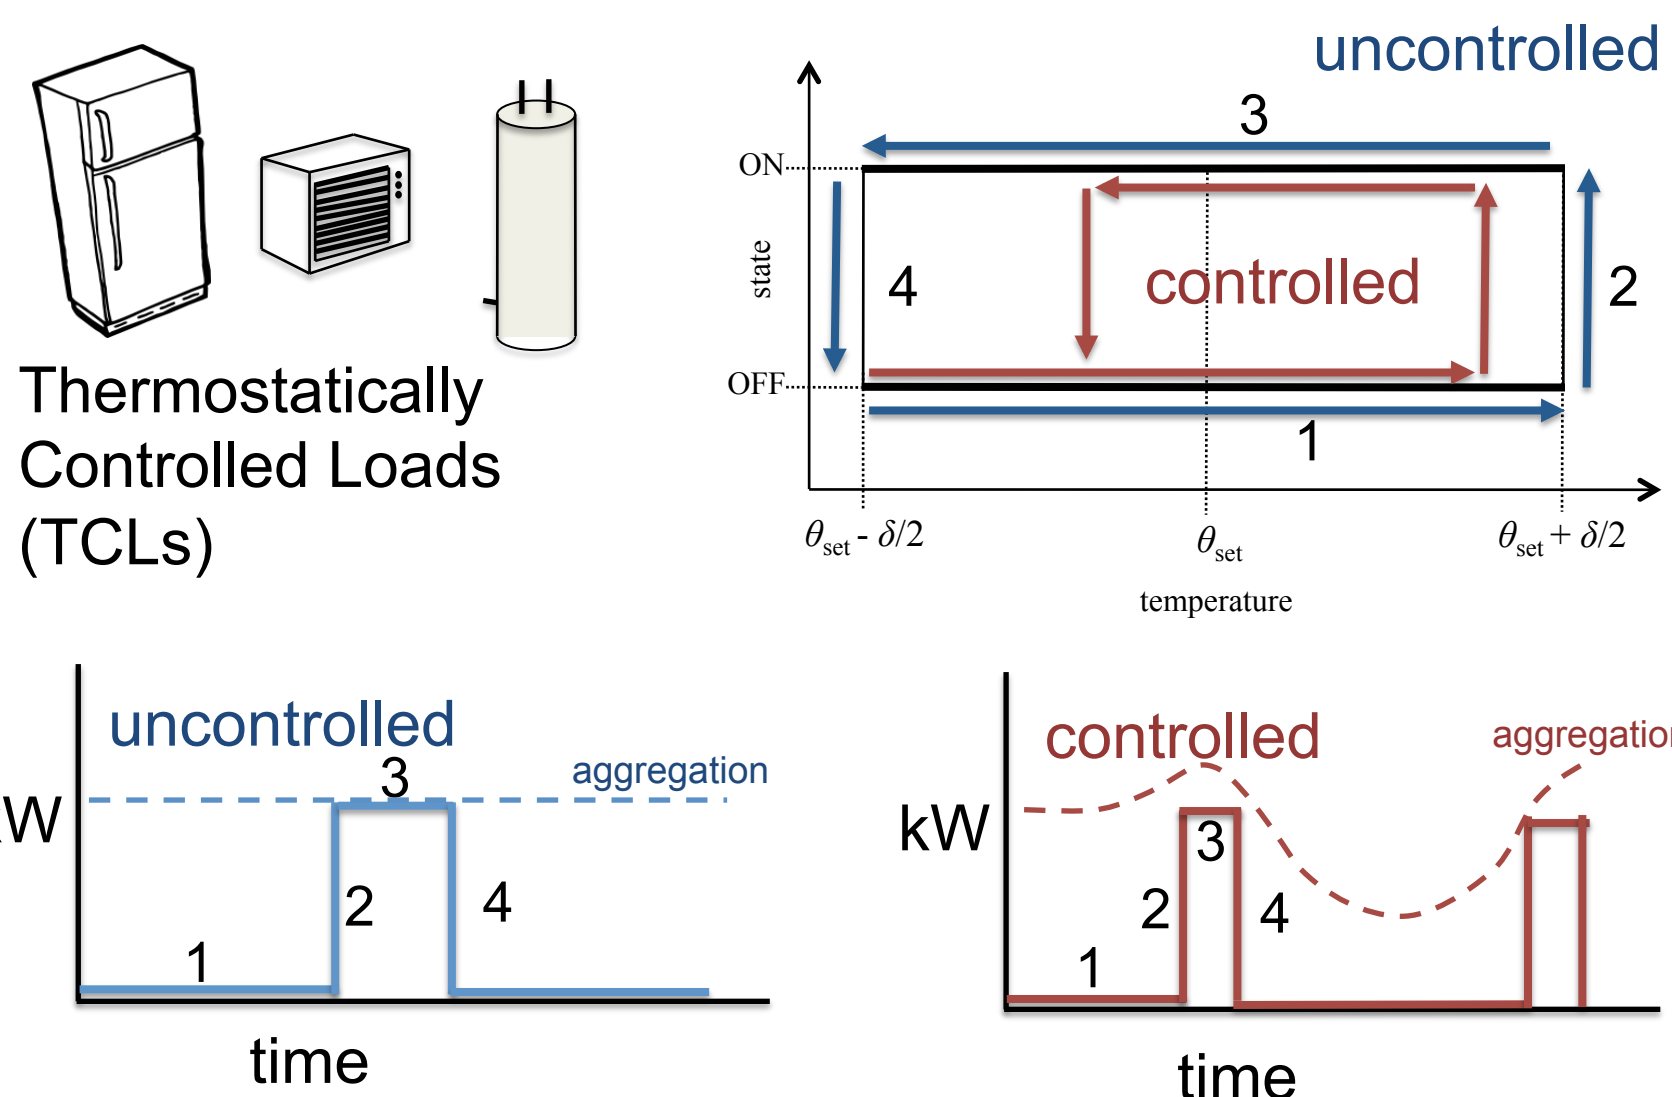 uncontrolled
3
ON
state
4
controlled
2
OFF
1
θset - δ/2
θset
θset + δ/2
temperature
Thermostatically
Controlled Loads
(TCLs)
uncontrolled
aggregation
3
W
2
4
1
time
controlled
aggregation
kW
3
2
4
1
time